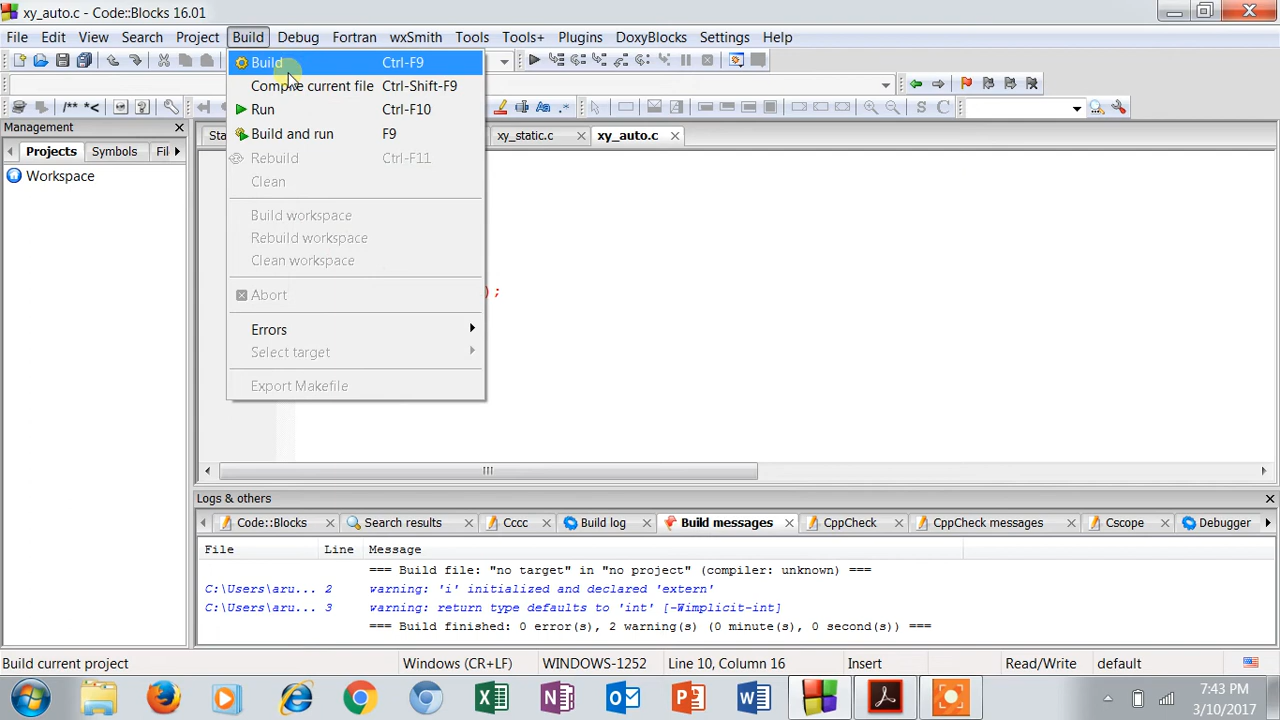 xy_auto.c - Code::Blocks 16.01
File Edit View Search Project Build Debug Fortran wxSmith Tools Tools+ Plugins DoxyBlocks Settings Help
Build Ctrl-F9
Compile current file Ctrl-Shift-F9
/** *<
Run Ctrl-F10
Aa .*
S C
Management
Build and run F9
xy_static.c
xy_auto.c
Projects Symbols
Rebuild Ctrl-F11
Workspace
Clean
Build workspace
Rebuild workspace
Clean workspace
);
Abort
Errors
Select target
Export Makefile
Logs & others
Code::Blocks Search results Cccc Build log Build messages CppCheck CppCheck messages Cscope Debugger
File Line Message
=== Build file: "no target" in "no project" (compiler: unknown) ===
C:\Users\aru... 2 warning: 'i' initialized and declared 'extern'
C:\Users\aru... 3 warning: return type defaults to 'int' [-Wimplicit-int]
=== Build finished: 0 error(s), 2 warning(s) (0 minute(s), 0 second(s)) ===
Build current project Windows (CR+LF) WINDOWS-1252 Line 10, Column 16 Insert Read/Write default
7:43 PM
3/10/2017